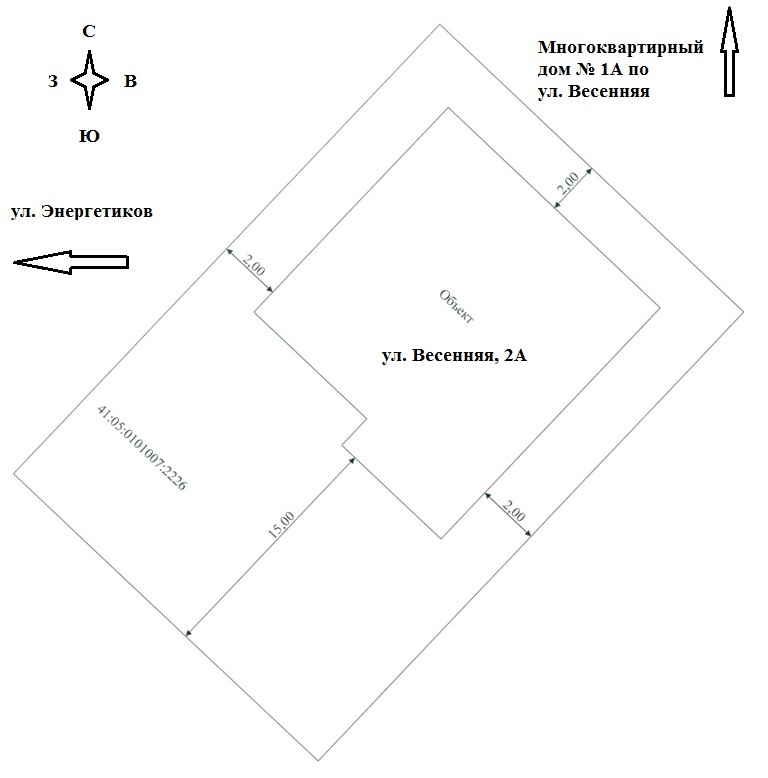 С
З В
Ю
Многоквартирный
дом № 1А по
ул. Весенняя
ул. Энергетиков
2,00
2,00
Объект
ул. Весенняя, 2А
41:05:0101007:2226
15,00
2,00